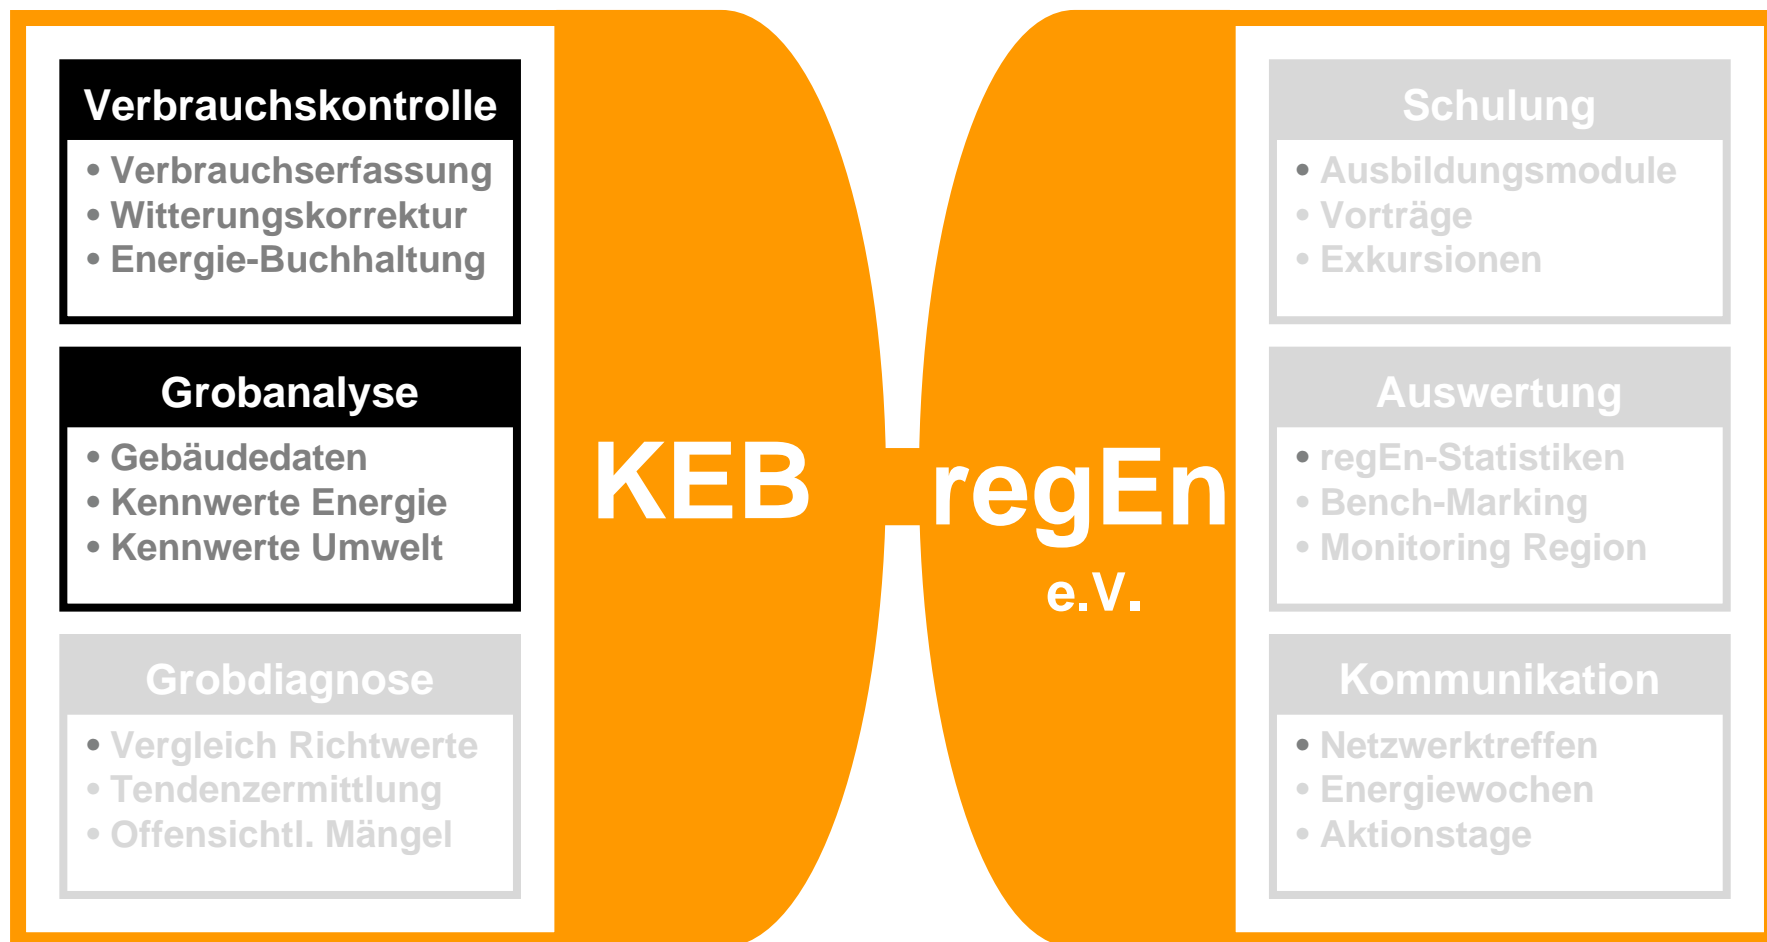 Verbrauchskontrolle
• Verbrauchserfassung
• Witterungskorrektur
• Energie-Buchhaltung
Grobanalyse
• Gebäudedaten
• Kennwerte Energie
• Kennwerte Umwelt
Grobdiagnose
• Vergleich Richtwerte
• Tendenzermittlung
• Offensichtl. Mängel
KEB
regEn
e.V.
Schulung
• Ausbildungsmodule
• Vorträge
• Exkursionen
Auswertung
• regEn-Statistiken
• Bench-Marking
• Monitoring Region
Kommunikation
• Netzwerktreffen
• Energiewochen
• Aktionstage